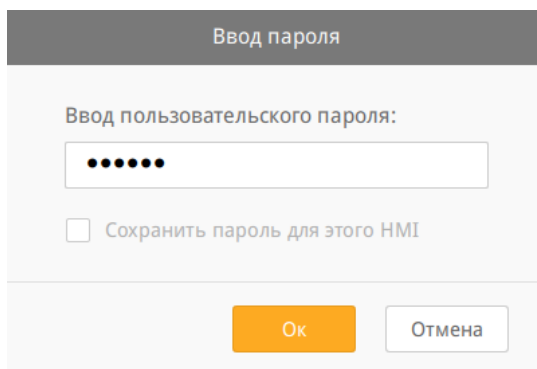 Ввод пароля
Ввод пользовательского пароля:
••••••
Сохранить пароль для этого HMI
Ок
Отмена